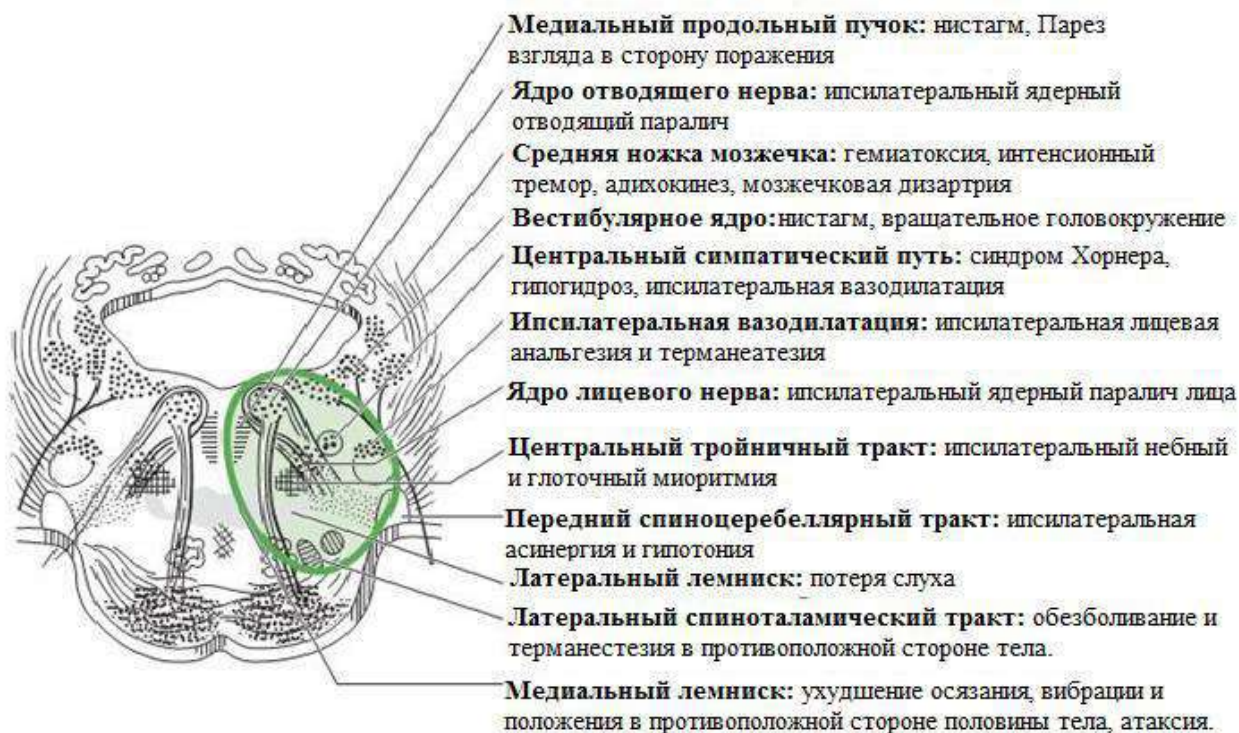 Медиальный продольный пучок: нистагм, Парез
взгляда в сторону поражения
Ядро отводящего нерва: ипсилатеральный ядерный
отводящий паралич
Средняя ножка мозжечка: гемиатоксия, интенсионный
тремор, адихокинез, мозжечковая дизартрия
Вестибулярное ядро:нистагм, вращательное головокружение
Центральный симпатический путь: синдром Хорнера,
гипогидроз, ипсилатеральная вазодилатация
Ипсилатеральная вазодилатация: ипсилатеральная лицевая
анальгезия и терманеатезия
Ядро лицевого нерва: ипсилатеральный ядерный паралич лица
Центральный тройничный тракт: ипсилатеральный небный
и глоточный миоритмия
Передний спиноцеребеллярный тракт: ипсилатеральная
асинергия и гипотония
Латеральный лемниск: потеря слуха
Латеральный спиноталамический тракт: обезболивание и
терманестезия в противоположной стороне тела.
Медиальный лемниск: ухудшение осязания, вибрации и
положения в противоположной стороне половины тела, атаксия.